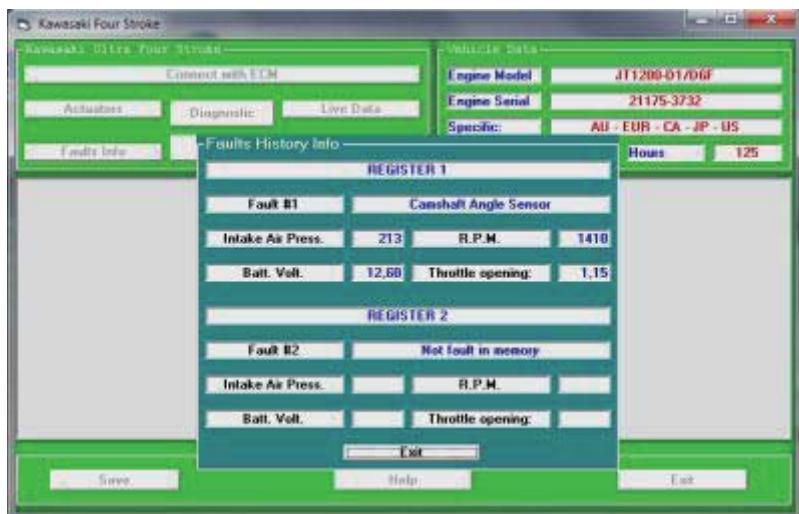 Kawasaki Four Stroke
Kawasaki Ultra Four Stroke
Connect with ECM
Actuators
Diagnostic
Live Data
Faults Info
Vehicle Data
Engine Model JT1200-D1/D6F
Engine Serial 21175-3732
Specific: AU - EUR - CA - JP - US
Hours 125
Faults History Info
REGISTER 1
Fault #1 Camshaft Angle Sensor
Intake Air Press. 213 R.P.M. 1410
Batt. Volt. 12,60 Throttle opening: 1,15
REGISTER 2
Fault #2 Not fault in memory
Intake Air Press. R.P.M.
Batt. Volt. Throttle opening:
Exit
Save
Help
Exit